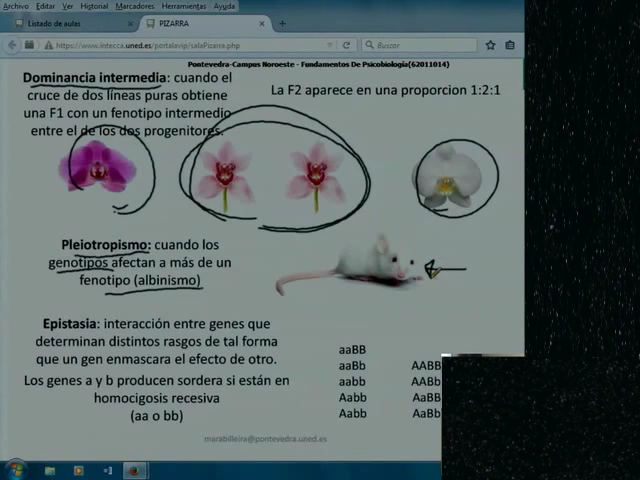 Editar Ver Historial Marcadores Herramientas Ayuda
Listado de aulas
PIZARRA
https://www.intecca.uned.es/portalavip/salaPizarra.php
Buscar
Pontevedra-Campus Noroeste - Fundamentos De Psicobiología(62011014)
Dominancia intermedia: cuando el
cruce de dos líneas puras obtiene
una F1 con un fenotipo intermedio
entre el de los dos progenitores.
La F2 aparece en una proporcion 1:2:1
Pleiotropismo: cuando los
genotipos afectan a más de un
fenotipo (albinismo)
Epistasia: interacción entre genes que
determinan distintos rasgos de tal forma
que un gen enmascara el efecto de otro.
Los genes a y b producen sordera si están en
homocigosis recesiva
(aa o bb)
aaBB
aaBb AABB
aabb AABb
Aabb AaBB
Aabb AaBb
marabilleira@pontevedra.uned.es